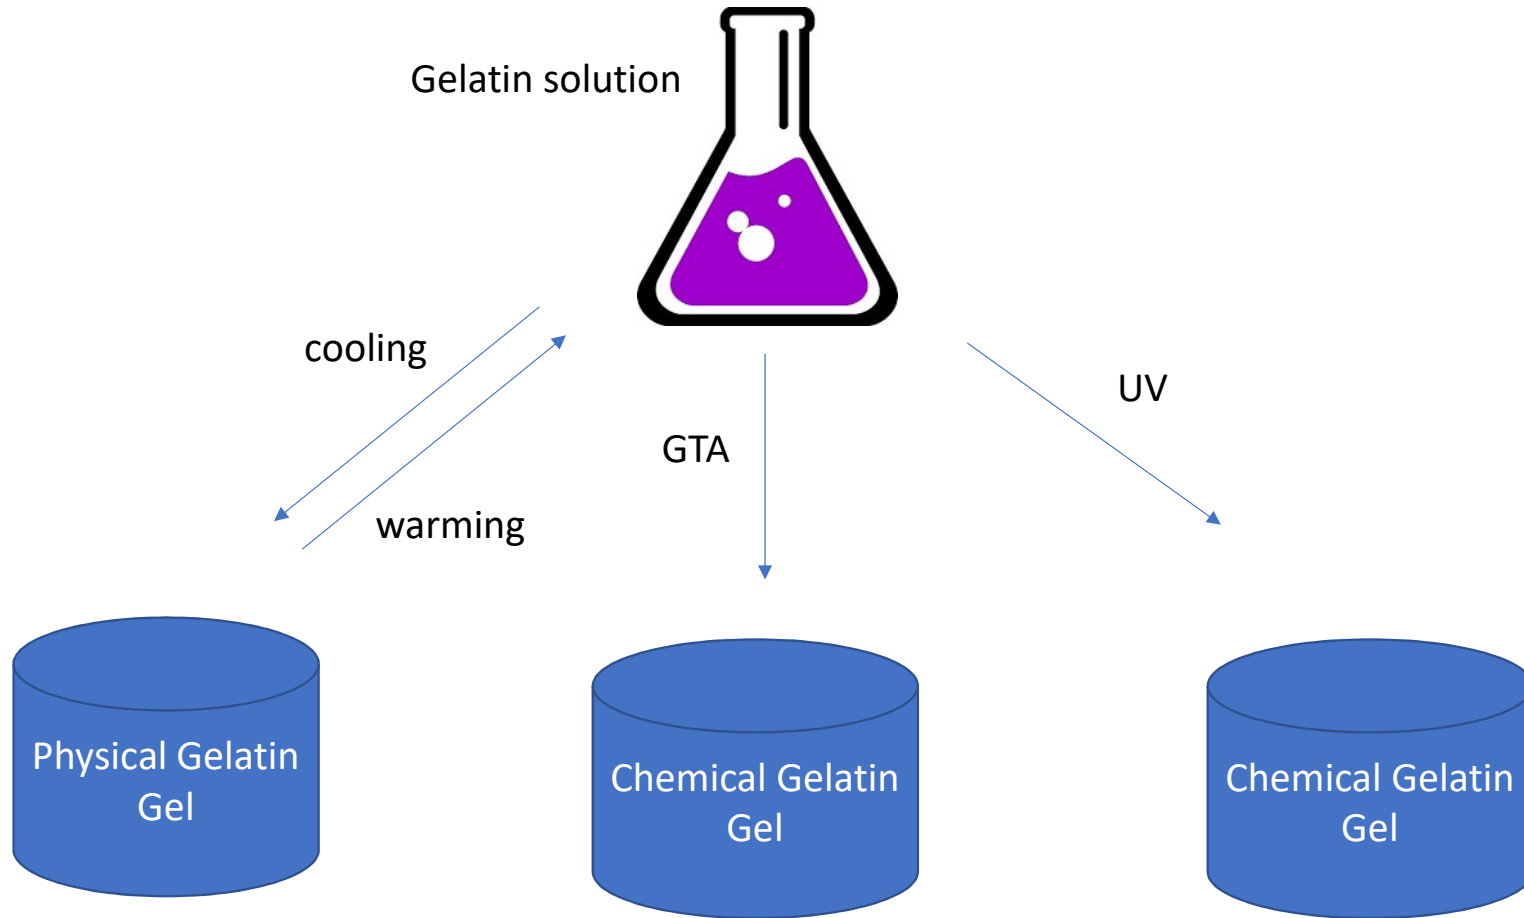 Gelatin solution
cooling
warming
GTA
UV
Physical Gelatin
Gel
Chemical Gelatin
Gel
Chemical Gelatin
Gel